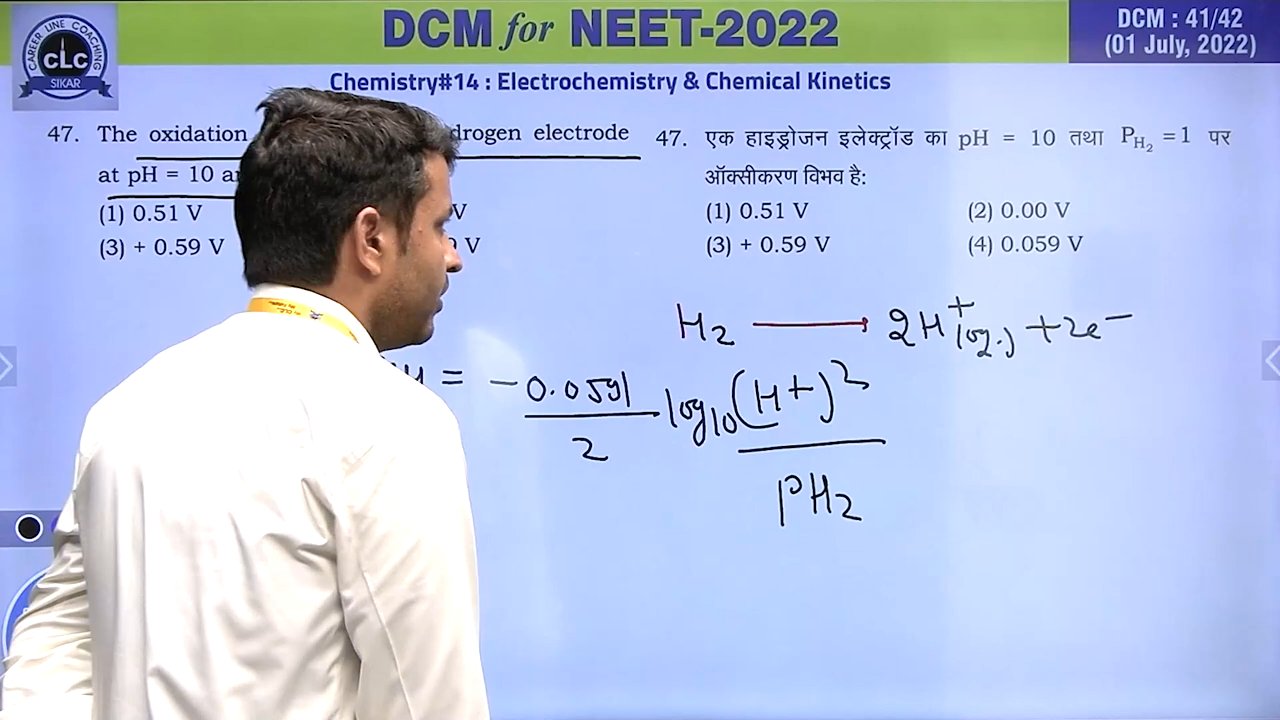 CAREER LINE COACHING
CLC
SIKAR
DCM for NEET-2022
DCM : 41/42
(01 July, 2022)
Chemistry#14 : Electrochemistry & Chemical Kinetics
47. The oxidation drogen electrode
at pH = 10
(1) 0.51 V V
(3) + 0.59 V V
47. एक हाइड्रोजन इलेक्ट्रॉड का pH = 10 तथा P_H₂ =1 पर
ऑक्सीकरण विभव है:
(1) 0.51 V (2) 0.00 V
(3) + 0.59 V (4) 0.059 V
H₂ ⟶ 2H⁺(aq.) + 2e⁻
= - 0.0591/2 log₁₀ (H+)²/PH₂